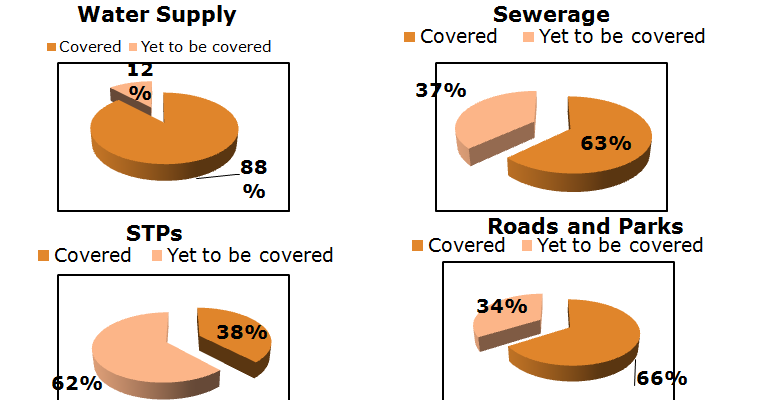 Water Supply
Covered Yet to be covered
12
%
88
%
Sewerage
Covered Yet to be covered
37%
63%
STPs
Covered Yet to be covered
38%
62%
Roads and Parks
Covered Yet to be covered
34%
66%